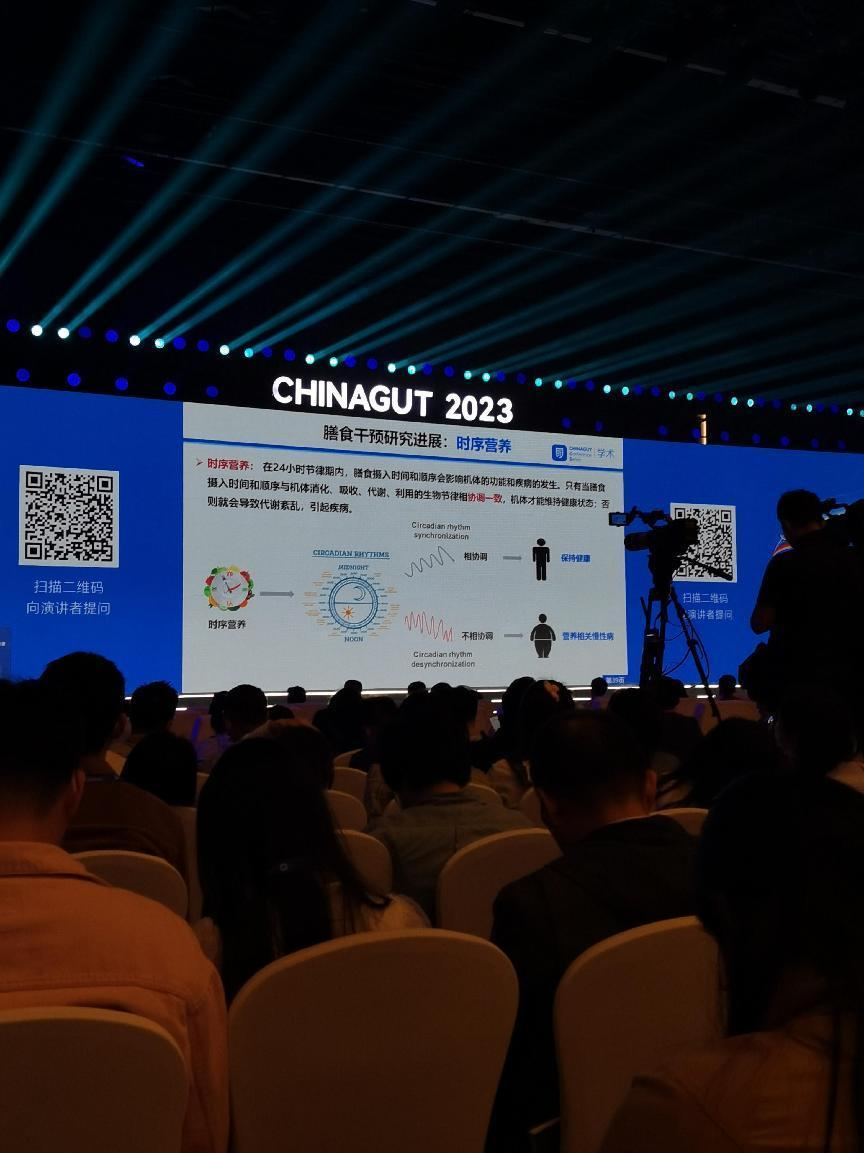 CHINAGUT 2023
膳食干预研究进展：时序营养
CHINAGUT
Conference
Series
学术
➢ 时序营养： 在24小时节律期内，膳食摄入时间和顺序会影响机体的功能和疾病的发生。只有当膳食
摄入时间和顺序与机体消化、吸收、代谢、利用的生物节律相协调一致，机体才能维持健康状态；否
则就会导致代谢紊乱，引起疾病。
Circadian rhythm
synchronization
CIRCADIAN RHYTHMS
MIDNIGHT
NOON
时序营养
相协调
保持健康
不相协调
营养相关慢性病
Circadian rhythm
desynchronization
第39页
扫描二维码
向演讲者提问
扫描二维码
演讲者提问